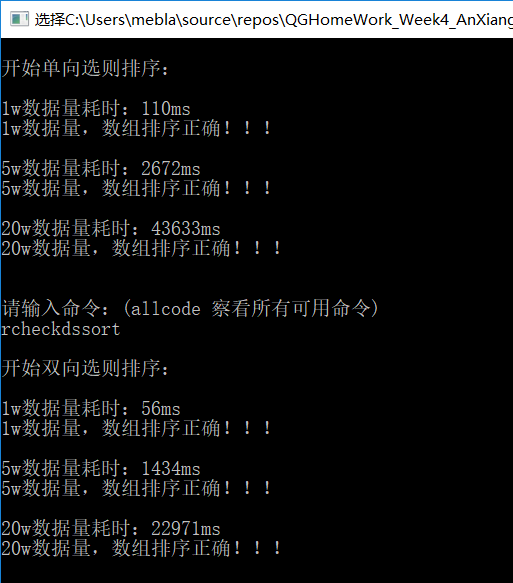 选择C:\Users\mebla\source\repos\QGHomeWork_Week4_AnXiang
开始单向选则排序：
1w数据量耗时：110ms
1w数据量，数组排序正确！！！
5w数据量耗时：2672ms
5w数据量，数组排序正确！！！
20w数据量耗时：43633ms
20w数据量，数组排序正确！！！
请输入命令：(allcode 察看所有可用命令)
rcheckdssort
开始双向选则排序：
1w数据量耗时：56ms
1w数据量，数组排序正确！！！
5w数据量耗时：1434ms
5w数据量，数组排序正确！！！
20w数据量耗时：22971ms
20w数据量，数组排序正确！！！